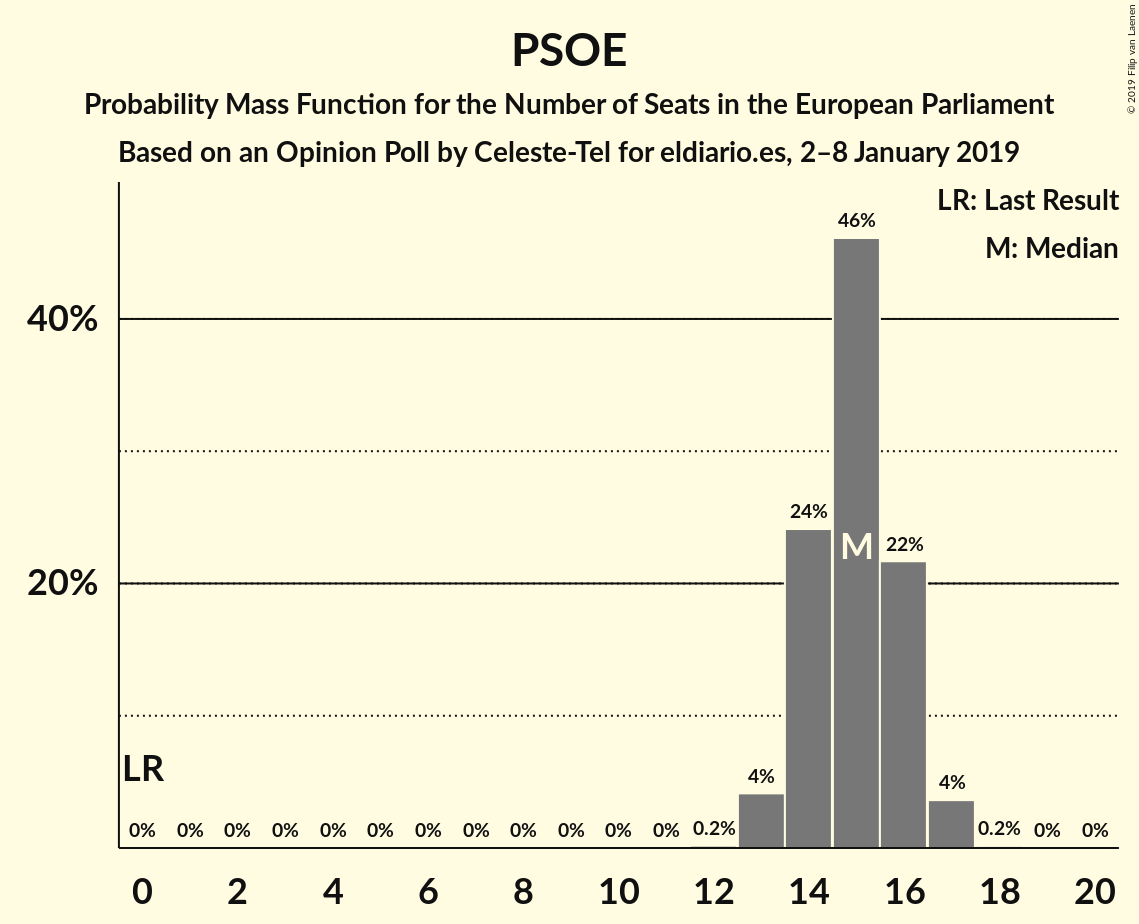 PSOE
Probability Mass Function for the Number of Seats in the European Parliament
Based on an Opinion Poll by Celeste-Tel for eldiario.es, 2–8 January 2019
© 2019 Filip van Laenen
LR: Last Result
M: Median
46%
40%
24%
M
22%
20%
LR
4%
4%
0% 0% 0% 0% 0% 0% 0% 0% 0% 0% 0% 0% 0.2% 0.2% 0% 0%
0 2 4 6 8 10 12 14 16 18 20